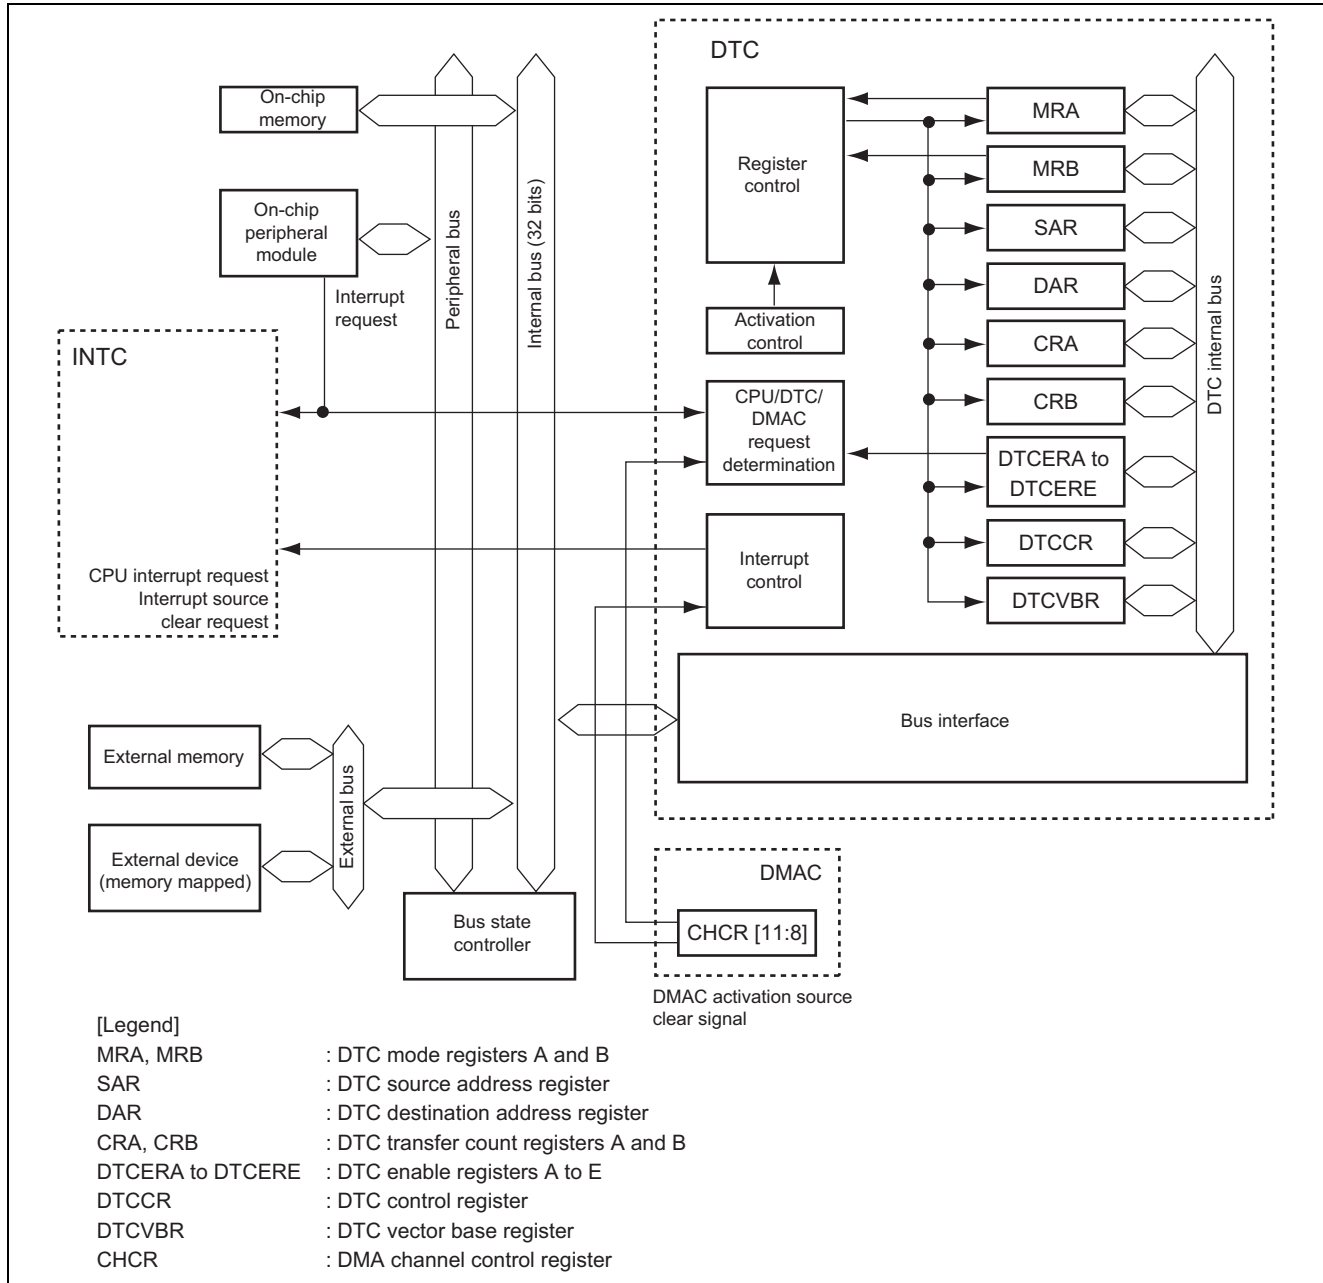 DTC
On-chip
memory
MRA
Register
control
MRB
On-chip
peripheral
module
SAR
Peripheral bus
Internal bus (32 bits)
DAR
Interrupt
request
Activation
control
CRA
DTC internal bus
INTC
CPU/DTC/
DMAC
request
determination
CRB
DTCERA to
DTCERE
DTCCR
Interrupt
control
CPU interrupt request
Interrupt source
clear request
DTCVBR
Bus interface
External memory
External bus
External device
(memory mapped)
DMAC
Bus state
controller
CHCR [11:8]
DMAC activation source
clear signal
[Legend]
MRA, MRB : DTC mode registers A and B
SAR : DTC source address register
DAR : DTC destination address register
CRA, CRB : DTC transfer count registers A and B
DTCERA to DTCERE : DTC enable registers A to E
DTCCR : DTC control register
DTCVBR : DTC vector base register
CHCR : DMA channel control register